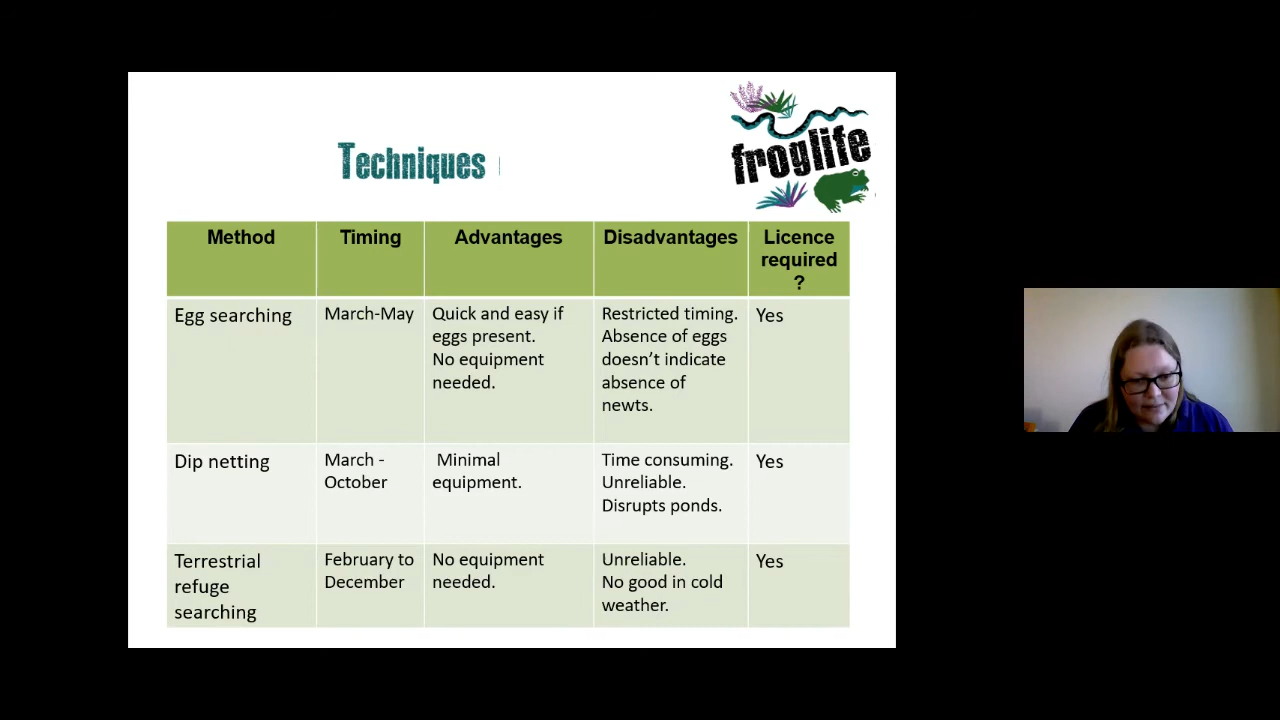 froglife
Techniques
Method
Timing
Advantages
Disadvantages
Licence
required
?
Egg searching
March-May
Quick and easy if
eggs present.
No equipment
needed.
Restricted timing.
Absence of eggs
doesn’t indicate
absence of
newts.
Yes
Dip netting
March -
October
Minimal
equipment.
Time consuming.
Unreliable.
Disrupts ponds.
Yes
Terrestrial
refuge
searching
February to
December
No equipment
needed.
Unreliable.
No good in cold
weather.
Yes